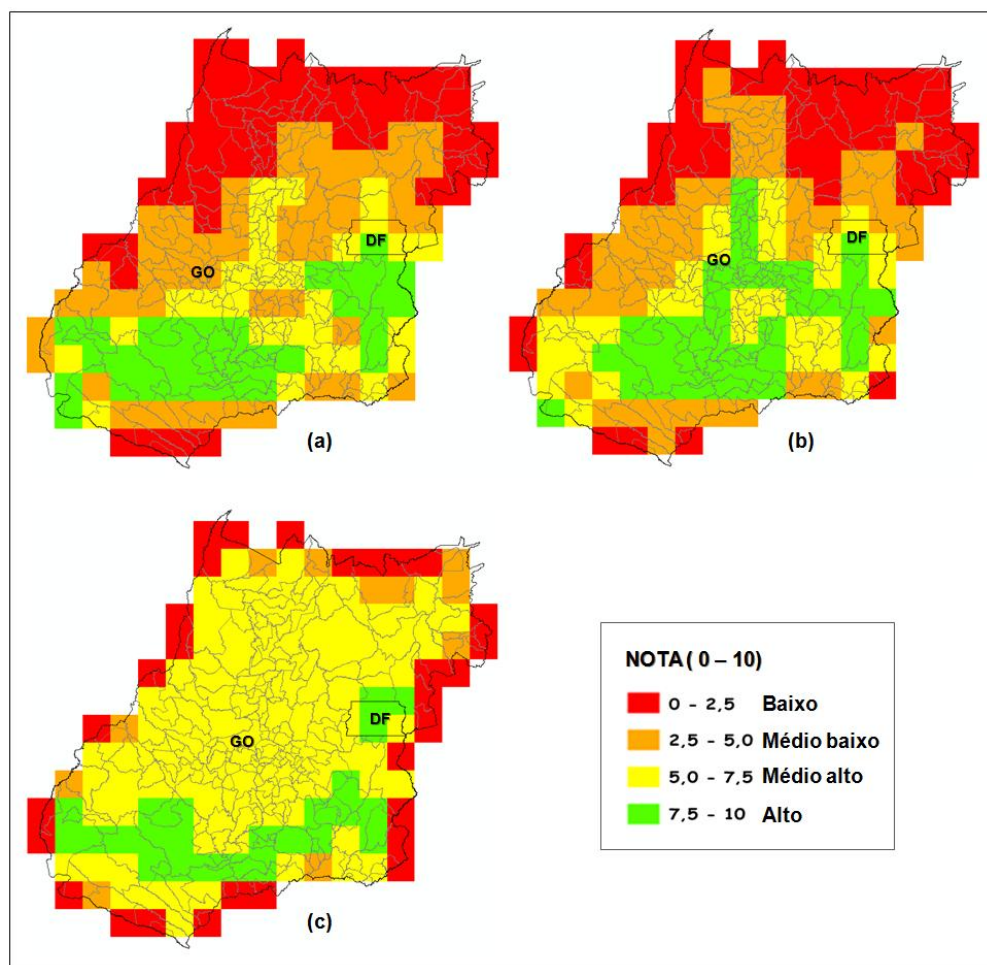 DF
GO
(a)
DF
GO
(b)
DF
GO
(c)
NOTA ( 0 – 10)
0 – 2,5 Baixo
2,5 – 5,0 Médio baixo
5,0 – 7,5 Médio alto
7,5 – 10 Alto